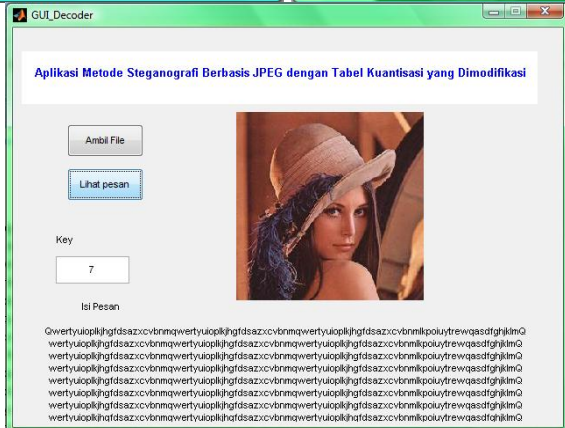 GUI_Decoder
Aplikasi Metode Steganografi Berbasis JPEG dengan Tabel Kuantisasi yang Dimodifikasi
Ambil File
Lihat pesan
Key
7
Isi Pesan
QwertyuioplkjhgfdsazxcvbnmqwertyuioplkjhgfdsazxcvbnmqwertyuioplkjhgfdsazxcvbnmlkpoiuytrewqasdfghjklmQ
wertyuioplkjhgfdsazxcvbnmqwertyuioplkjhgfdsazxcvbnmqwertyuioplkjhgfdsazxcvbnmlkpoiuytrewqasdfghjklmQ
wertyuioplkjhgfdsazxcvbnmqwertyuioplkjhgfdsazxcvbnmqwertyuioplkjhgfdsazxcvbnmlkpoiuytrewqasdfghjklmQ
wertyuioplkjhgfdsazxcvbnmqwertyuioplkjhgfdsazxcvbnmqwertyuioplkjhgfdsazxcvbnmlkpoiuytrewqasdfghjklmQ
wertyuioplkjhgfdsazxcvbnmqwertyuioplkjhgfdsazxcvbnmqwertyuioplkjhgfdsazxcvbnmlkpoiuytrewqasdfghjklmQ
wertyuioplkjhgfdsazxcvbnmqwertyuioplkjhgfdsazxcvbnmqwertyuioplkjhgfdsazxcvbnmlkpoiuytrewqasdfghjklmQ
wertyuioplkjhgfdsazxcvbnmqwertyuioplkjhgfdsazxcvbnmqwertyuioplkjhgfdsazxcvbnmlkpoiuytrewqasdfghjklmQ